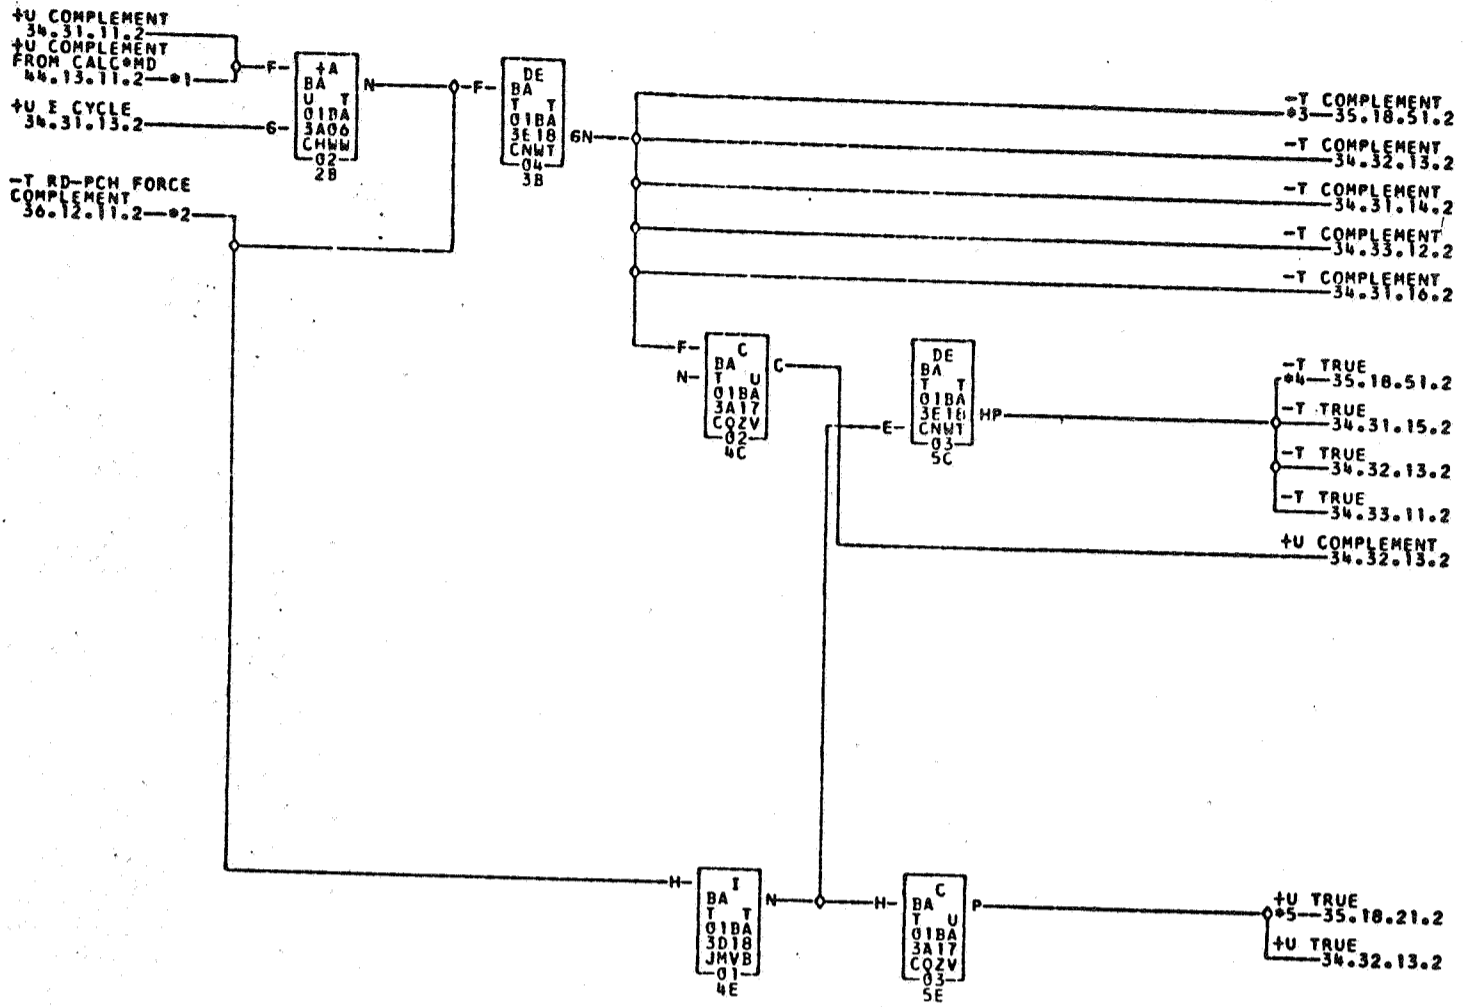 +U COMPLEMENT
34.31.11.2
+U COMPLEMENT
FROM CALC*MD
44.13.11.2—*1 F-
+U E CYCLE
34.31.13.2 G-
-T RD-PCH FORCE
COMPLEMENT
36.12.11.2—*2
+A
BA N
U T
01BA
3A06
CHWW
02
2B
F- DE
BA
T T
01BA
3E18 GN
CNWT
04
3B
-T COMPLEMENT
*3—35.18.51.2
-T COMPLEMENT
34.32.13.2
-T COMPLEMENT
34.31.14.2
-T COMPLEMENT
34.33.12.2
-T COMPLEMENT
34.31.16.2
F- C
N- BA C
T U
01BA
3A17
CQZV
02
4C
DE
BA
T T
01BA
3E18 HP
E- CNWT
03
5C
-T TRUE
*4—35.18.51.2
-T TRUE
34.31.15.2
-T TRUE
34.32.13.2
-T TRUE
34.33.11.2
+U COMPLEMENT
34.32.13.2
H- I
BA N
T T
01BA
3D18
JMVB
01
4E
H- C
BA P
T U
01BA
3A17
CQZV
03
5E
+U TRUE
*5—35.18.21.2
+U TRUE
34.32.13.2